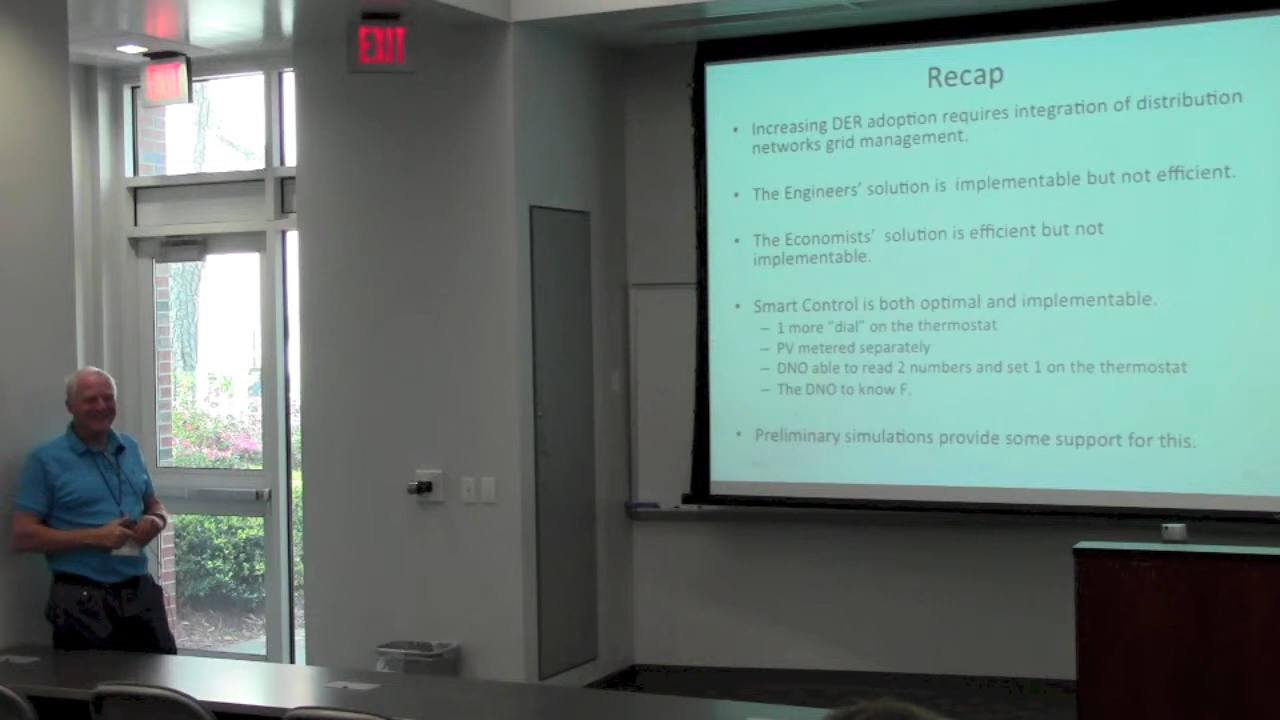 EXIT
EXIT
Recap
• Increasing DER adoption requires integration of distribution
networks grid management.
• The Engineers’ solution is implementable but not efficient.
• The Economists’ solution is efficient but not
implementable.
• Smart Control is both optimal and implementable.
– 1 more “dial” on the thermostat
– PV metered separately
– DNO able to read 2 numbers and set 1 on the thermostat
– The DNO to know F.
• Preliminary simulations provide some support for this.